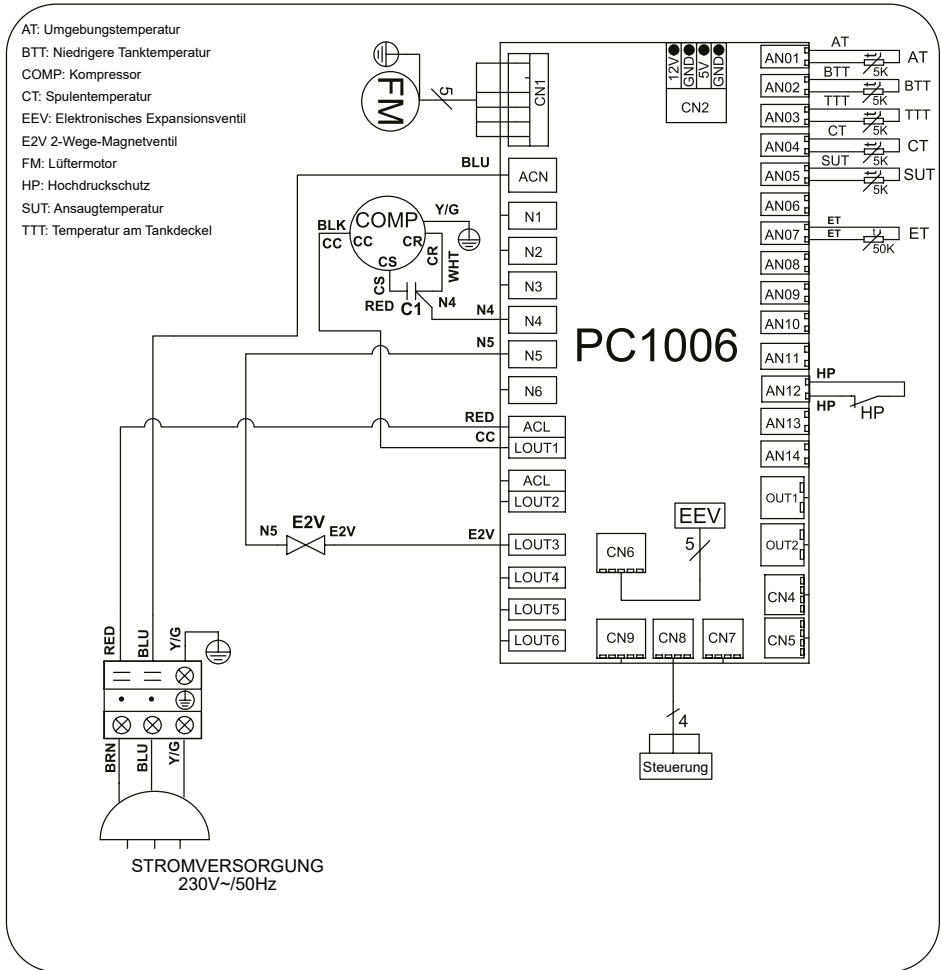 AT: Umgebungstemperatur
BTT: Niedrigere Tanktemperatur
COMP: Kompressor
CT: Spulentemperatur
EEV: Elektronisches Expansionsventil
E2V 2-Wege-Magnetventil
FM: Lüftermotor
HP: Hochdruckschutz
SUT: Ansaugtemperatur
TTT: Temperatur am Tankdeckel
FM
5
CN1
12V
GND
5V
GND
CN2
BLU
ACN
N1
N2
N3
N4
N5
N6
ACL
LOUT1
ACL
LOUT2
LOUT3
LOUT4
LOUT5
LOUT6
COMP
BLK
CC
CC
CR
CS
Y/G
CR
WHT
CS
RED
C1
N4
N4
N5
RED
CC
N5
E2V
E2V
E2V
PC1006
AN01
AN02
AN03
AN04
AN05
AN06
AN07
AN08
AN09
AN10
AN11
AN12
AN13
AN14
OUT1
OUT2
CN4
CN5
AT
t
5K
AT
BTT
t
5K
BTT
TTT
t
5K
TTT
CT
t
5K
CT
SUT
t
5K
SUT
ET
ET
t
50K
ET
HP
HP
HP
EEV
5
CN6
CN9
CN8
CN7
4
Steuerung
RED
BLU
Y/G
BRN
BLU
Y/G
STROMVERSORGUNG
230V~/50Hz